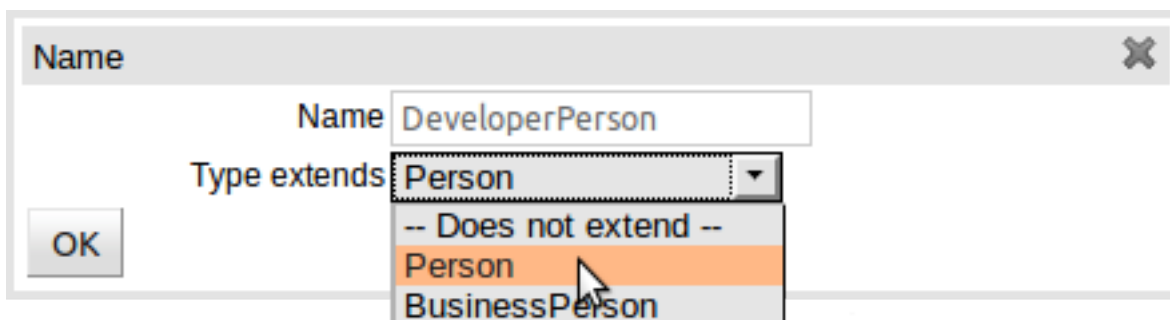 Name
Name DeveloperPerson
Type extends Person
-- Does not extend --
OK
Person
BusinessPerson